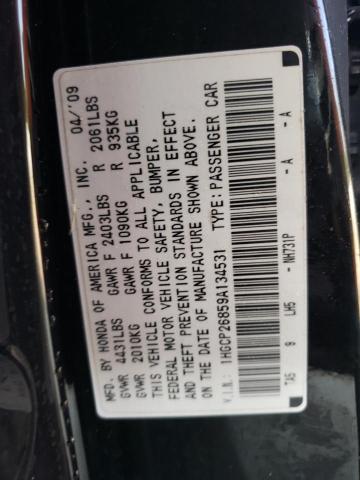 MFD. BY HONDA OF AMERICA MFG., INC. 04/'09
GVWR 4431LBS GAWR F 2403LBS R 2061LBS
GVWR 2010KG GAWR F 1090KG R 935KG
THIS VEHICLE CONFORMS TO ALL APPLICABLE
FEDERAL MOTOR VEHICLE SAFETY, BUMPER,
AND THEFT PREVENTION STANDARDS IN EFFECT
ON THE DATE OF MANUFACTURE SHOWN ABOVE.
V.I.N.: 1HGCP26859A134531 TYPE:PASSENGER CAR
TA5 9 LH5 -NH731P -A -A